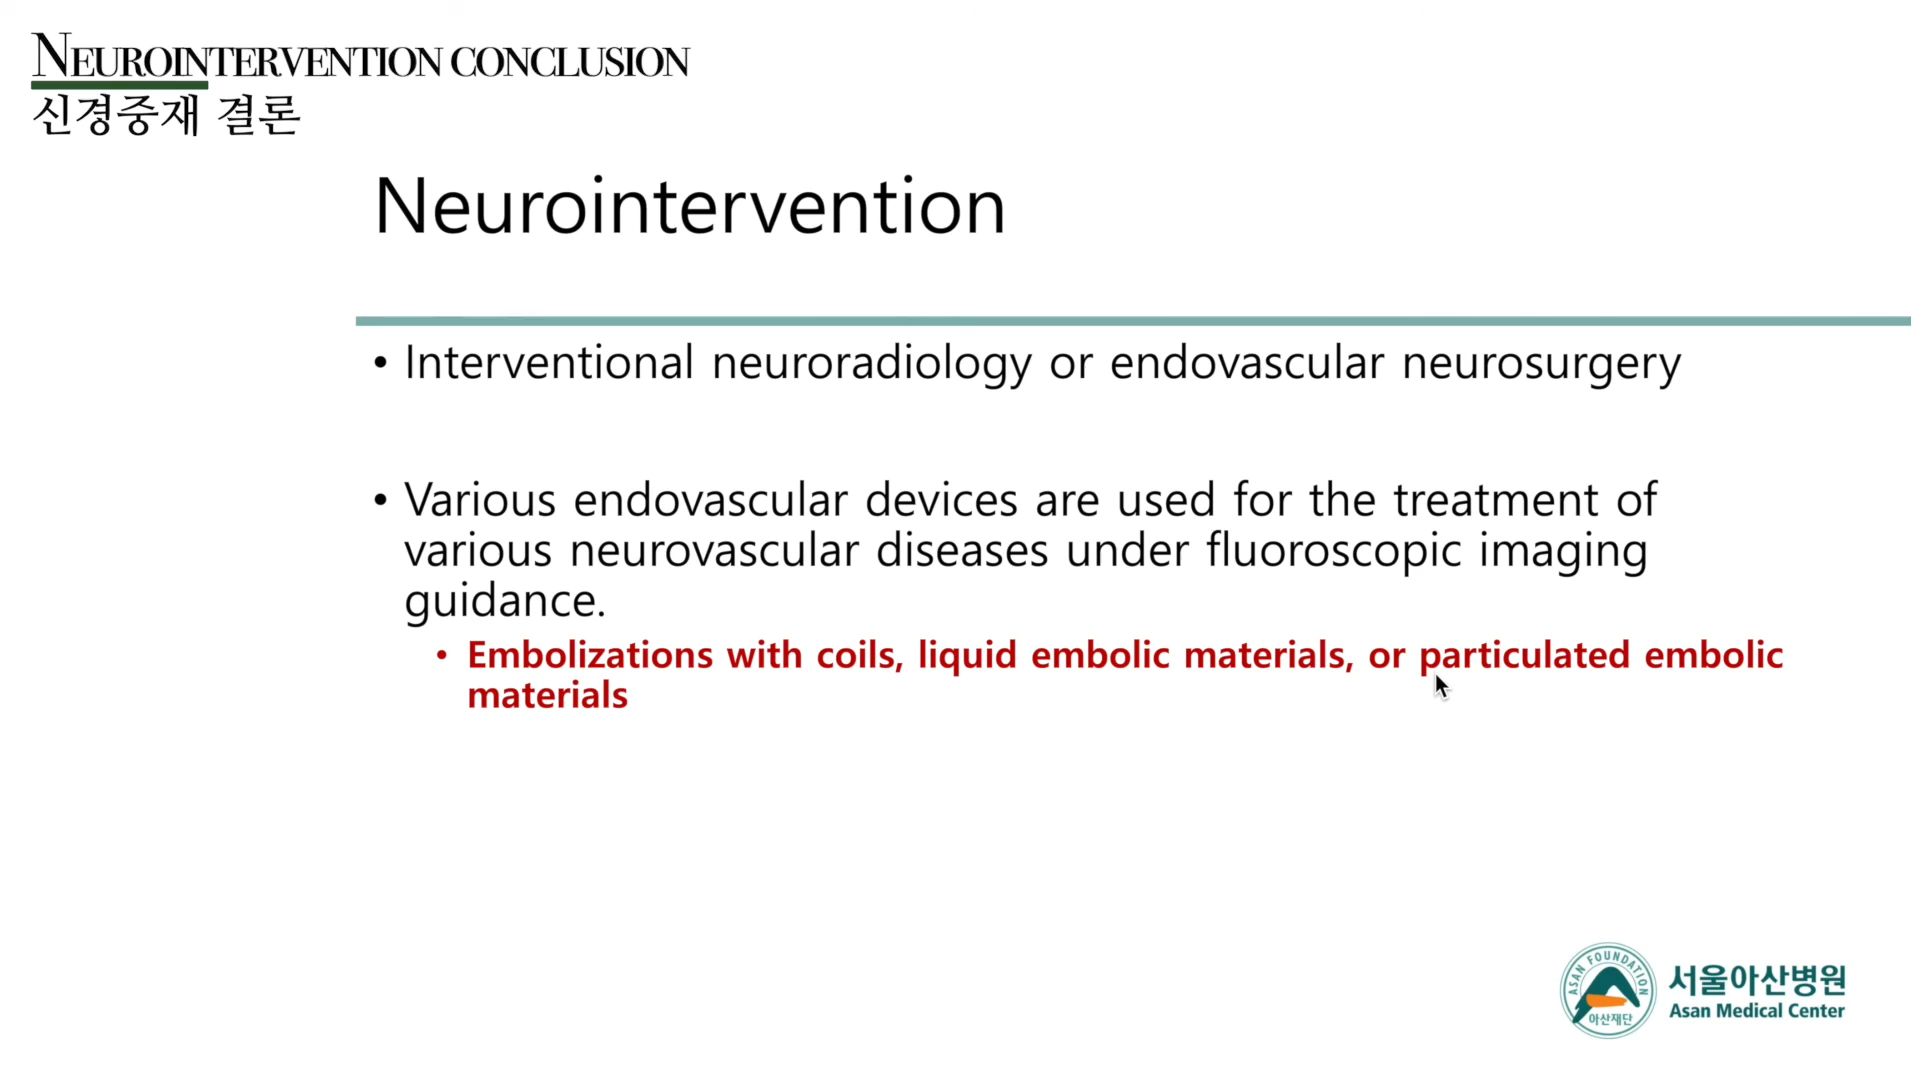 NEUROINTERVENTION CONCLUSION
신경중재 결론
Neurointervention
• Interventional neuroradiology or endovascular neurosurgery
• Various endovascular devices are used for the treatment of
various neurovascular diseases under fluoroscopic imaging
guidance.
• Embolizations with coils, liquid embolic materials, or particulated embolic
materials
ASAN FOUNDATION
아산재단
서울아산병원
Asan Medical Center